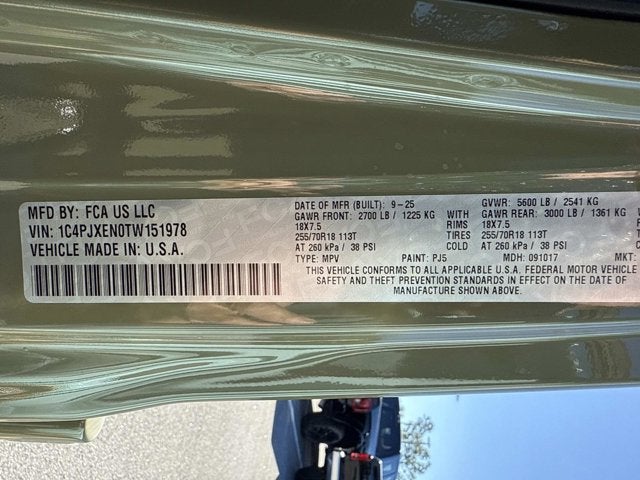 MFD BY: FCA US LLC
VIN: 1C4PJXEN0TW151978
VEHICLE MADE IN: U.S.A.
DATE OF MFR (BUILT): 9-25 GVWR: 5600 LB / 2541 KG
GAWR FRONT: 2700 LB / 1225 KG WITH GAWR REAR: 3000 LB / 1361 KG
18X7.5 RIMS 18X7.5
255/70R18 113T TIRES 255/70R18 113T
AT 260 kPa / 38 PSI COLD AT 260 kPa / 38 PSI
TYPE: MPV PAINT: PJ5 MDH: 091017 MKT:
THIS VEHICLE CONFORMS TO ALL APPLICABLE U.S.A. FEDERAL MOTOR VEHICLE
SAFETY AND THEFT PREVENTION STANDARDS IN EFFECT ON THE DATE OF
MANUFACTURE SHOWN ABOVE.